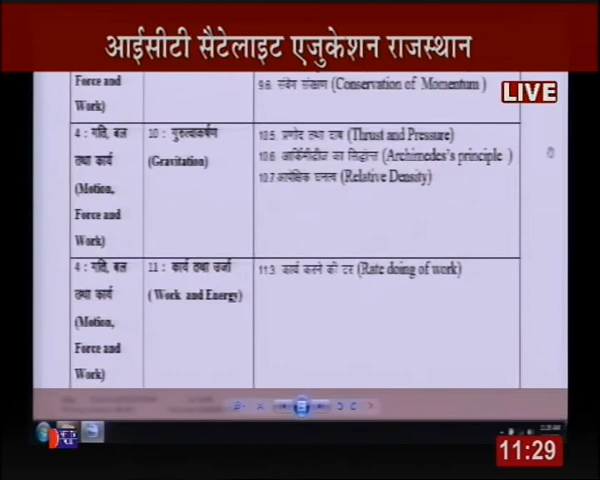 आईसीटी सैटेलाइट एजुकेशन राजस्थान
LIVE
Force and
Work)
9.6. संवेग संरक्षण (Conservation of Momentum)
4 : गति, बल
तथा कार्य
(Motion,
Force and
Work)
10 : गुरुत्वाकर्षण
(Gravitation)
10.5. प्रणोद तथा दाब (Thrust and Pressure)
10.6. आर्किमीदीज का सिद्धान्त (Archimedes's principle )
10.7.आपेक्षिक घनत्व (Relative Density)
4 : गति, बल
तथा कार्य
(Motion,
Force and
Work)
11 : कार्य तथा उर्जा
( Work and Energy)
11.3. कार्य करने की दर (Rate doing of work)
11:29